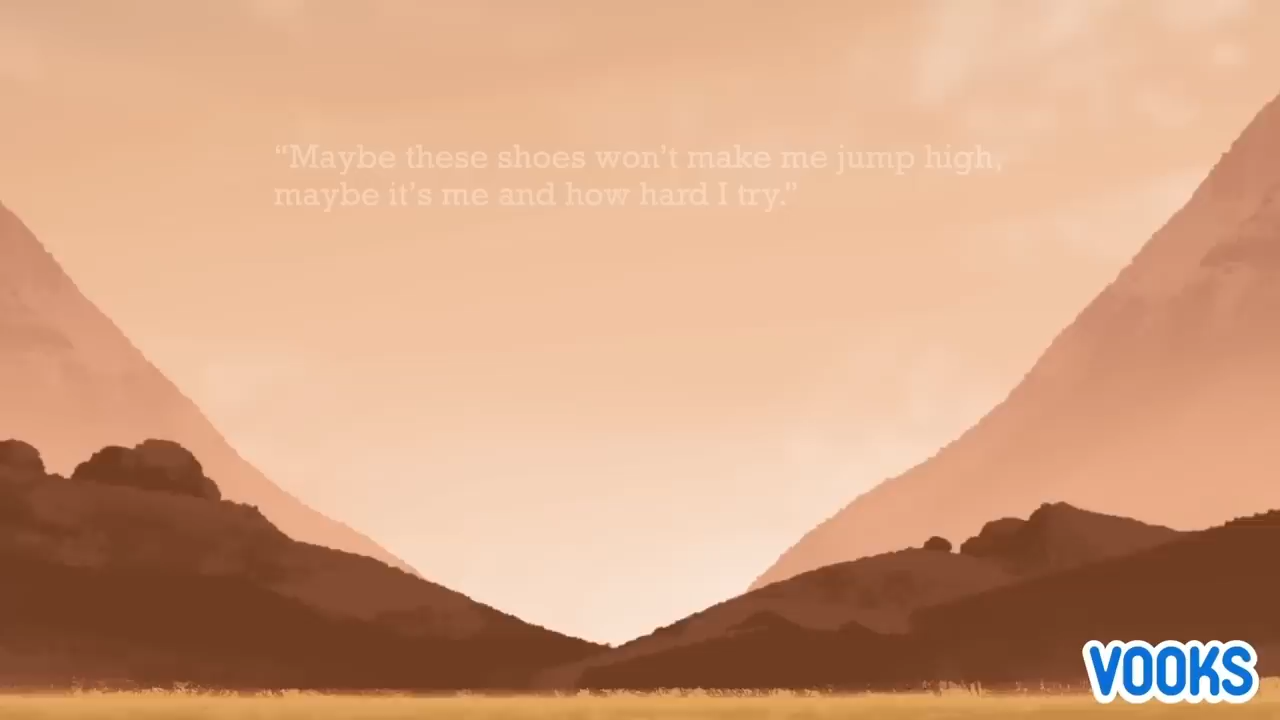 “Maybe these shoes won’t make me jump high,
maybe it’s me and how hard I try.”
VOOKS